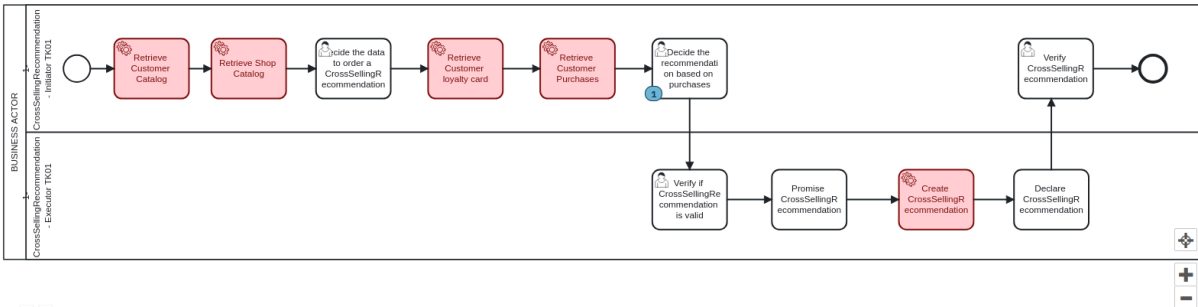 BUSINESS ACTOR
CrossSellingRecommendation
- Initiator TK01
Retrieve
Customer
Catalog
Retrieve Shop
Catalog
cide the data
to order a
CrossSellingR
ecommendation
Retrieve
Customer
loyalty card
Retrieve
Customer
Purchases
Decide the
recommendati
on based on
purchases
1
Verify
CrossSellingR
ecommendation
CrossSellingRecommendation
- Executor TK01
Verify if
CrossSellingRe
commendation
is valid
Promise
CrossSellingR
ecommendation
Create
CrossSellingR
ecommendation
Declare
CrossSellingR
ecommendation